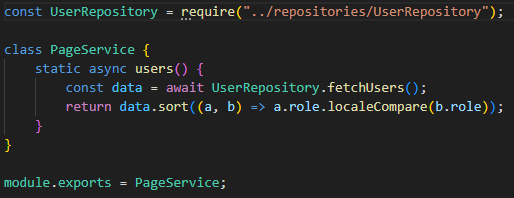 const UserRepository = require("../repositories/UserRepository");

class PageService {
    static async users() {
        const data = await UserRepository.fetchUsers();
        return data.sort((a, b) => a.role.localeCompare(b.role));
    }
}

module.exports = PageService;